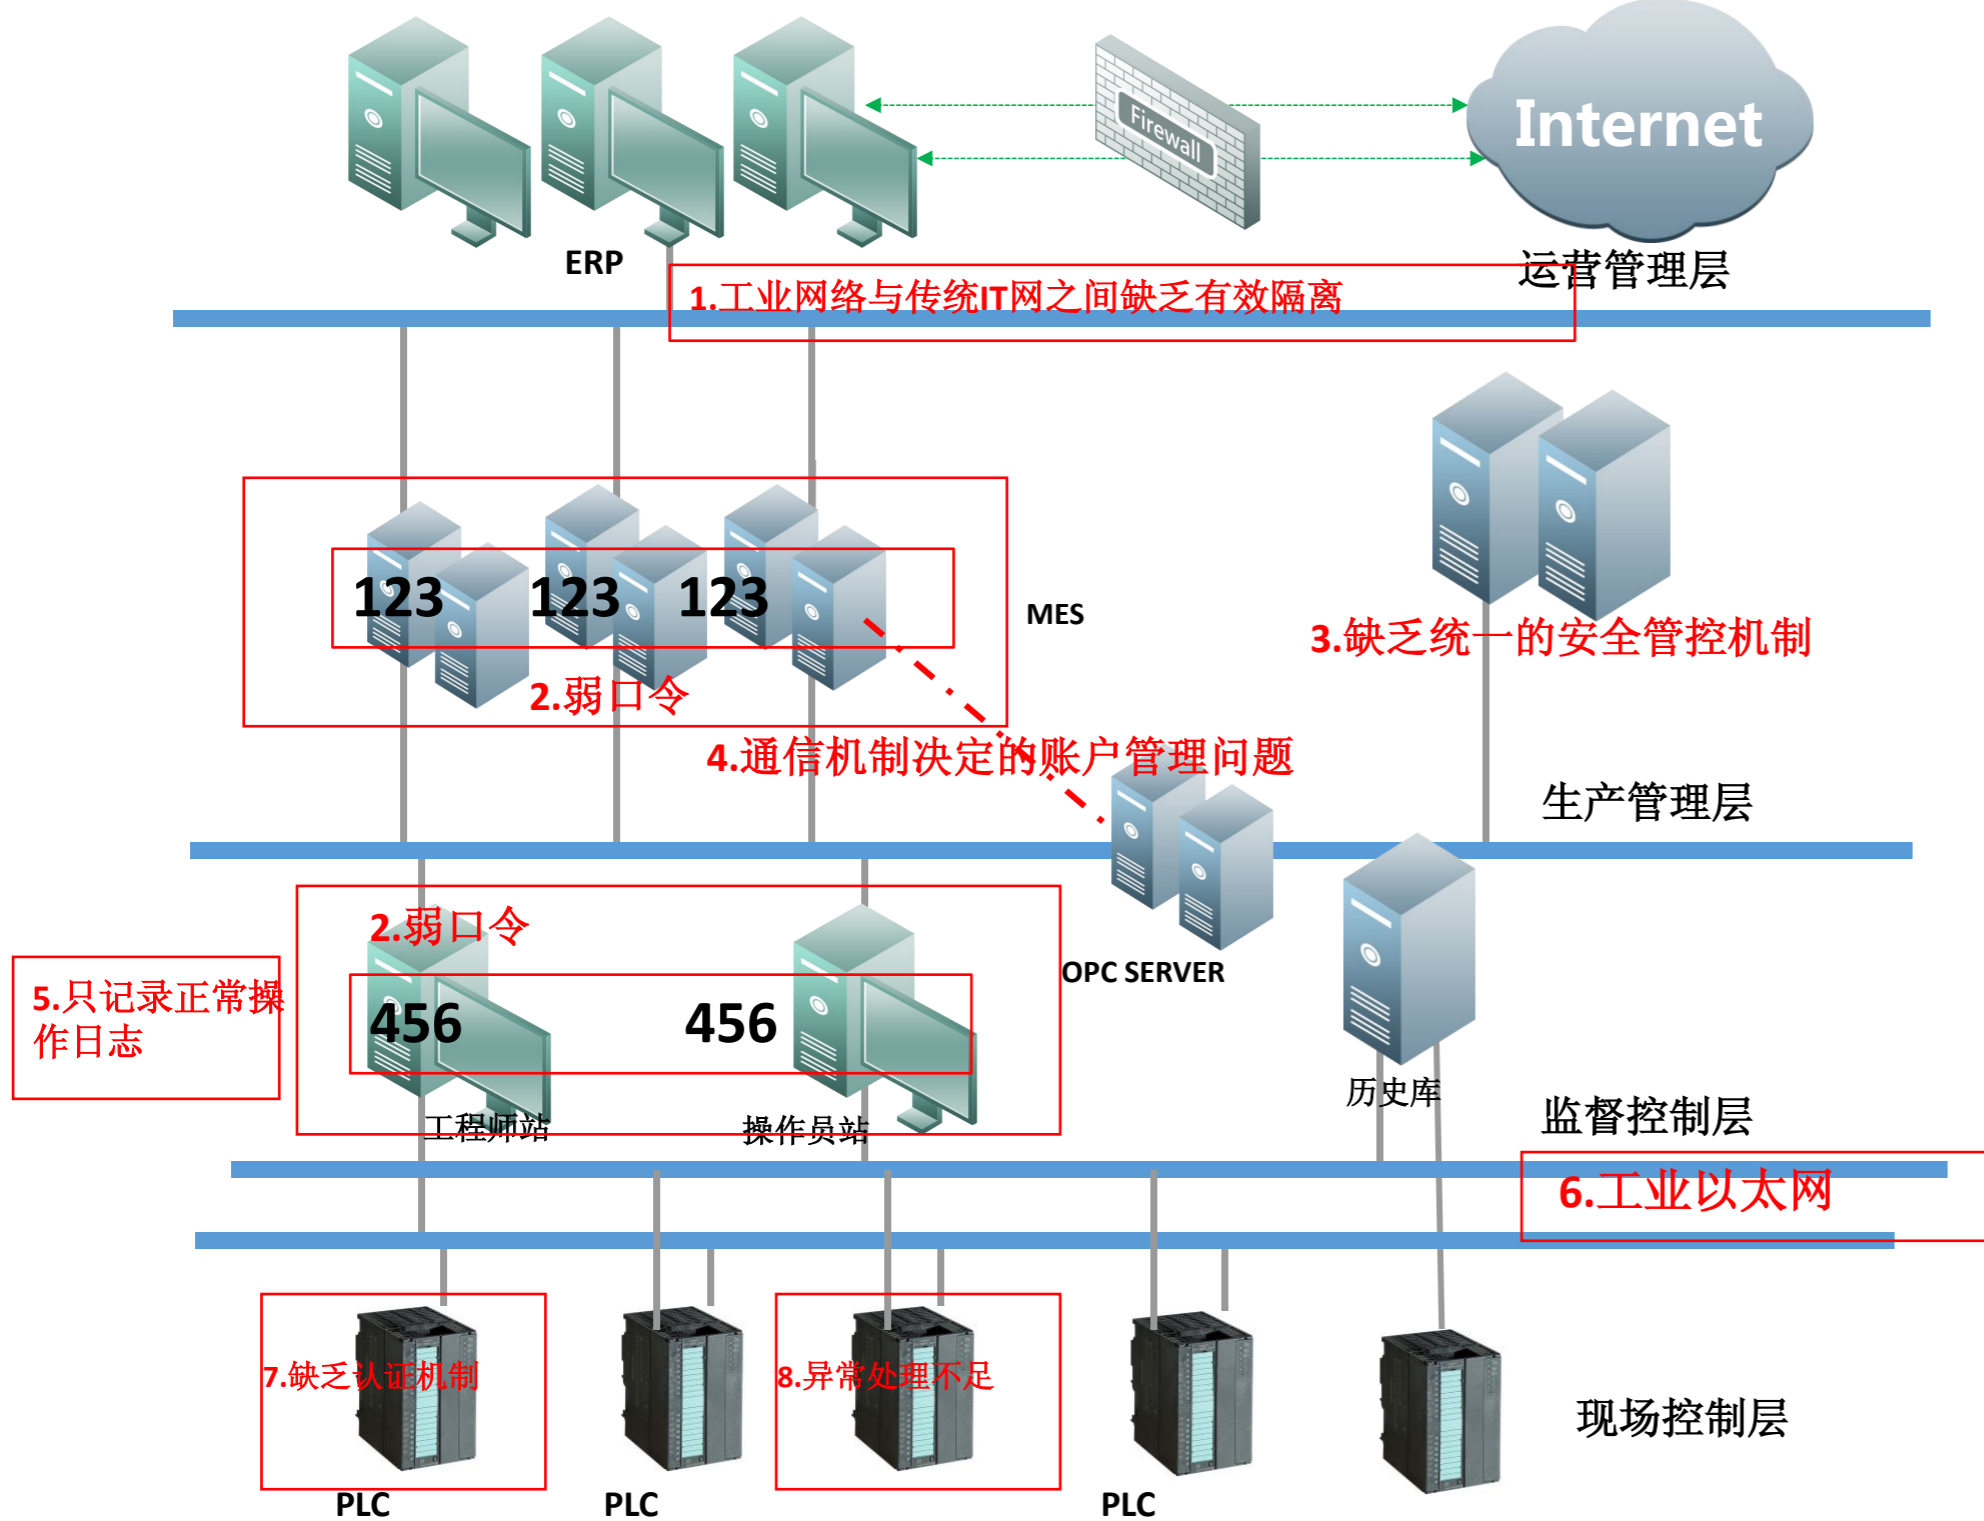 Firewall
Internet
ERP
运营管理层
1.工业网络与传统IT网之间缺乏有效隔离
123
123
123
MES
3.缺乏统一的安全管控机制
2.弱口令
4.通信机制决定的账户管理问题
生产管理层
2.弱口令
OPC SERVER
5.只记录正常操
作日志
456
456
历史库
工程师站
操作员站
监督控制层
6.工业以太网
7.缺乏认证机制
8.异常处理不足
现场控制层
PLC
PLC
PLC